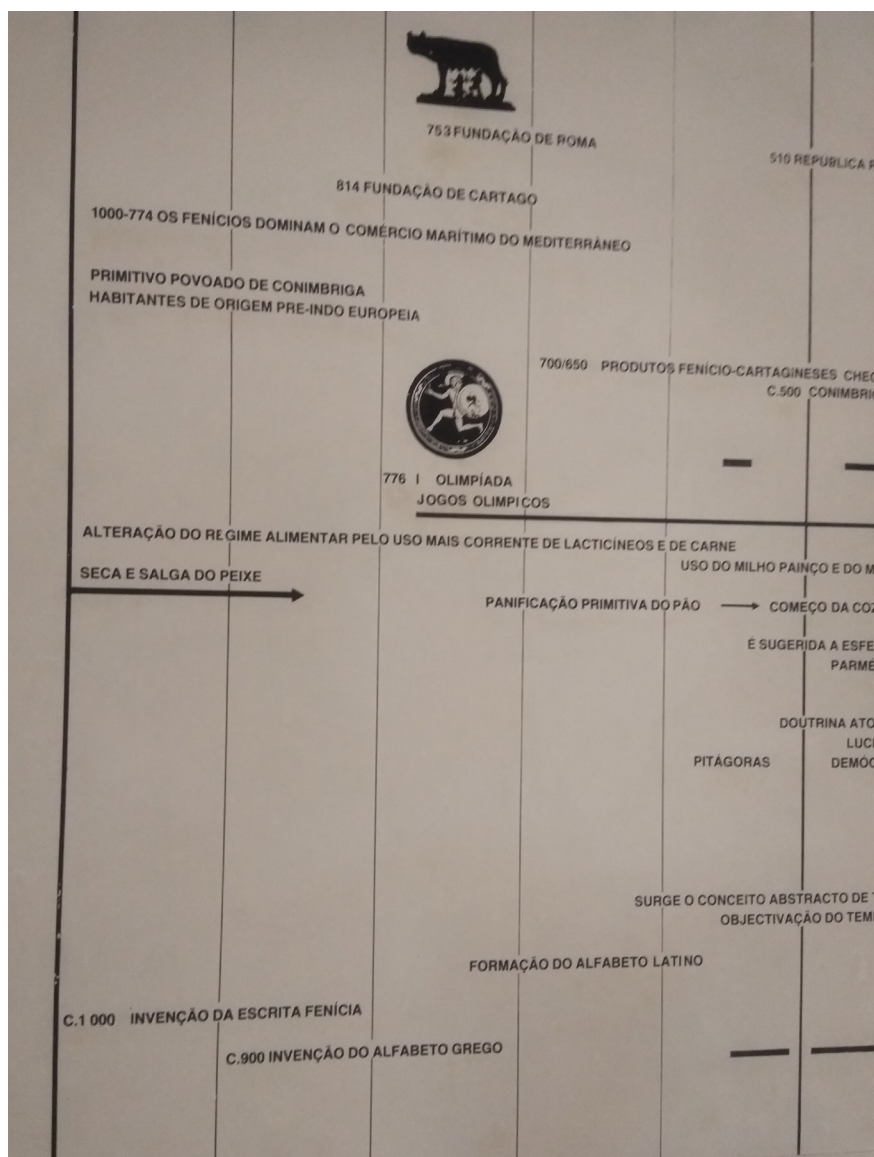 753 FUNDAÇÃO DE ROMA
510 REPÚBLICA
814 FUNDAÇÃO DE CARTAGO
1000-774 OS FENÍCIOS DOMINAM O COMÉRCIO MARÍTIMO DO MEDITERRÂNEO
PRIMITIVO POVOADO DE CONIMBRIGA
HABITANTES DE ORIGEM PRE-INDO EUROPEIA
700/650 PRODUTOS FENÍCIO-CARTAGINESES
C.500
776 I OLIMPÍADA
JOGOS OLIMPICOS
ALTERAÇÃO DO REGIME ALIMENTAR PELO USO MAIS CORRENTE DE LACTICÍNEOS E DE CARNE
USO DO MILHO PAINÇO E DO
SECA E SALGA DO PEIXE
PANIFICAÇÃO PRIMITIVA DO PÃO COMEÇO DA
É SUGERIDA A
DOUTRINA
PITÁGORAS
SURGE O CONCEITO ABSTRACTO DE
OBJECTIVAÇÃO DO
FORMAÇÃO DO ALFABETO LATINO
C.1 000 INVENÇÃO DA ESCRITA FENÍCIA
C.900 INVENÇÃO DO ALFABETO GREGO